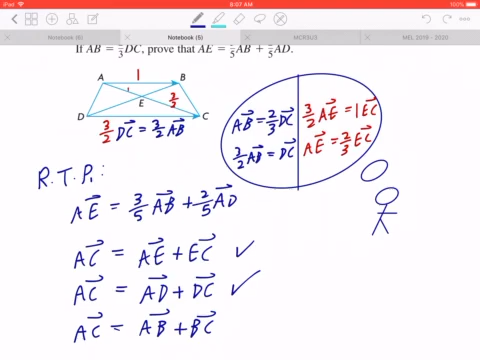 8:07 AM
100%
Notebook (6)
Notebook (5)
MCR3U5
MEL 2019 - 2020
If AB = 2/3 DC, prove that AE = 3/5 AB + 2/5 AD.
A 1 B
E 3/2
D C
3/2 DC⃗ = 3/2 AB⃗
AB⃗ = 2/3 DC⃗
3/2 AB⃗ = DC⃗
3/2 AE⃗ = 1 EC⃗
AE⃗ = 2/3 EC⃗
R.T.P.:
AE⃗ = 3/5 AB⃗ + 2/5 AD⃗
AC⃗ = AE⃗ + EC⃗ ✓
AC⃗ = AD⃗ + DC⃗ ✓
AC⃗ = AB⃗ + BC⃗